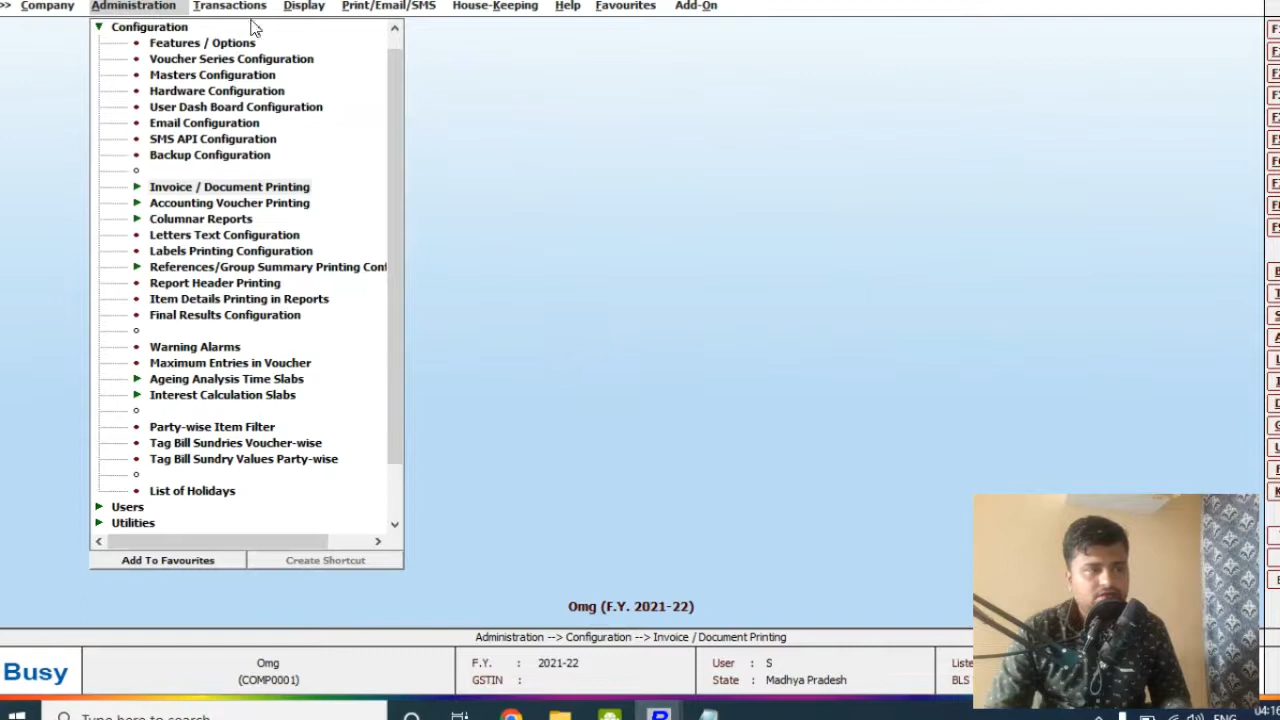 >> Company Administration Transactions Display Print/Email/SMS House-Keeping Help Favourites Add-On
Configuration
Features / Options
Voucher Series Configuration
Masters Configuration
Hardware Configuration
User Dash Board Configuration
Email Configuration
SMS API Configuration
Backup Configuration
Invoice / Document Printing
Accounting Voucher Printing
Columnar Reports
Letters Text Configuration
Labels Printing Configuration
References/Group Summary Printing Conf
Report Header Printing
Item Details Printing in Reports
Final Results Configuration
Warning Alarms
Maximum Entries in Voucher
Ageing Analysis Time Slabs
Interest Calculation Slabs
Party-wise Item Filter
Tag Bill Sundries Voucher-wise
Tag Bill Sundry Values Party-wise
List of Holidays
Users
Utilities
Add To Favourites Create Shortcut
Omg (F.Y. 2021-22)
Administration --> Configuration --> Invoice / Document Printing
Busy
Omg
(COMP0001)
F.Y. : 2021-22
GSTIN :
User : S
State : Madhya Pradesh
Liste
BLS
Type here to search
ENG
04:16